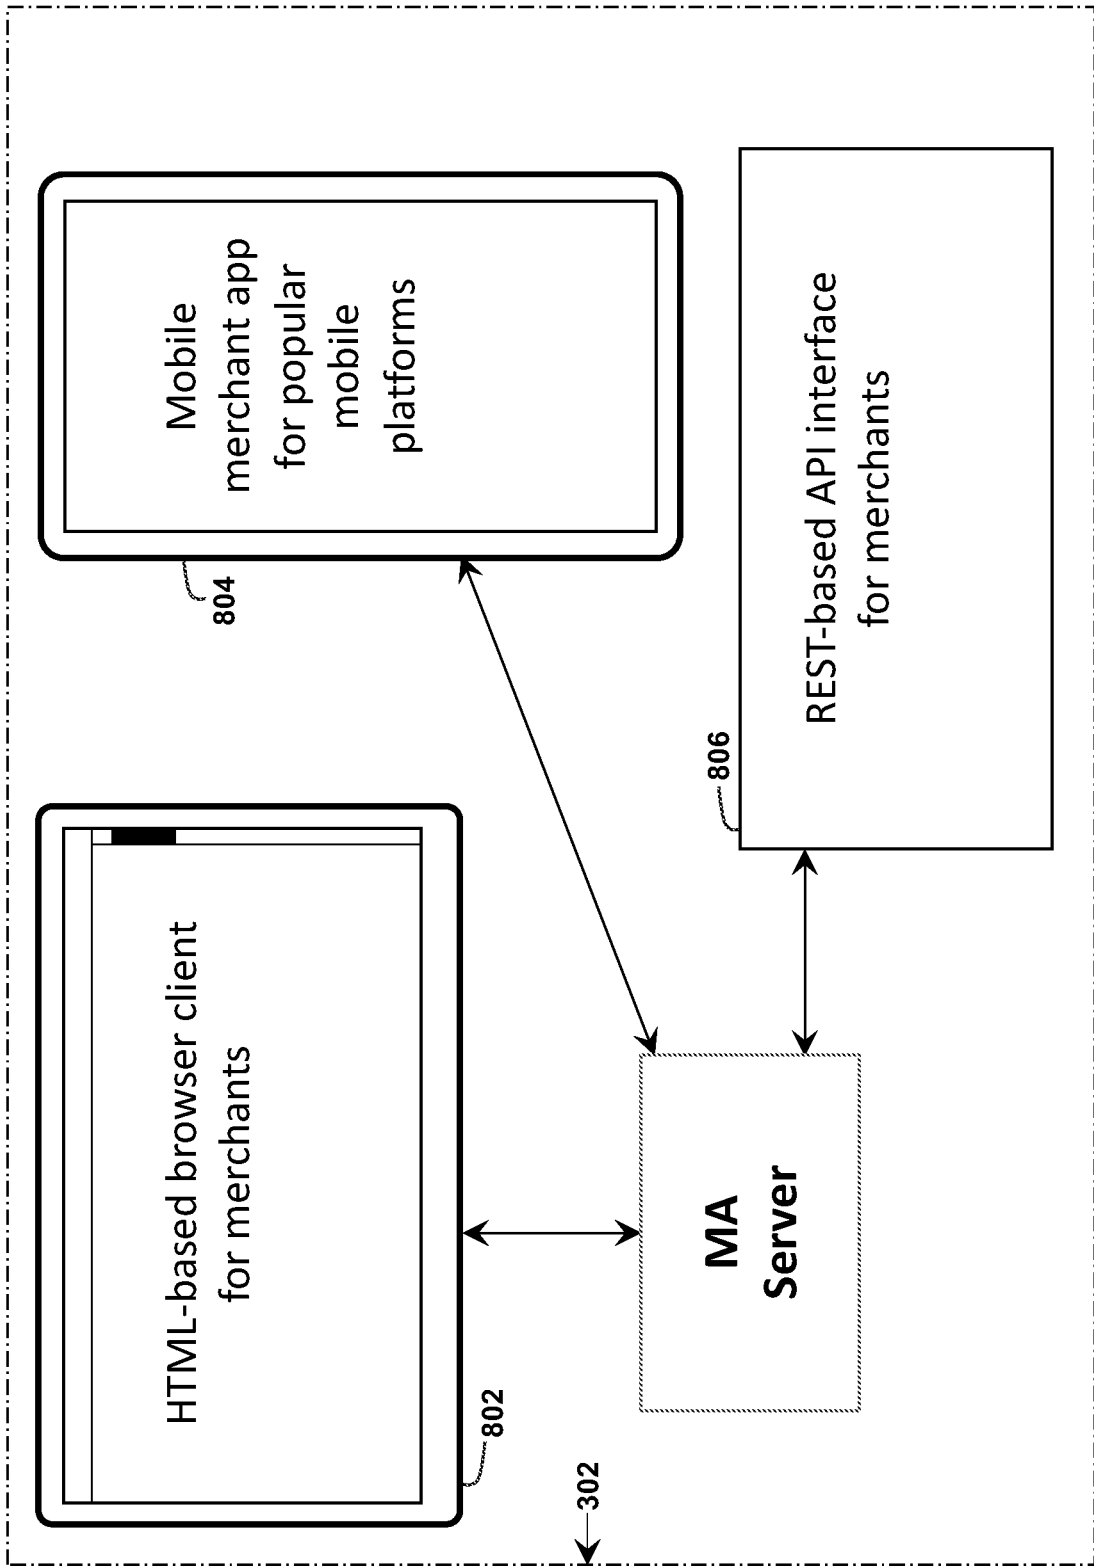 HTML-based browser client
for merchants
802
Mobile
merchant app
for popular
mobile
platforms
804
MA
Server
806
REST-based API interface
for merchants
302